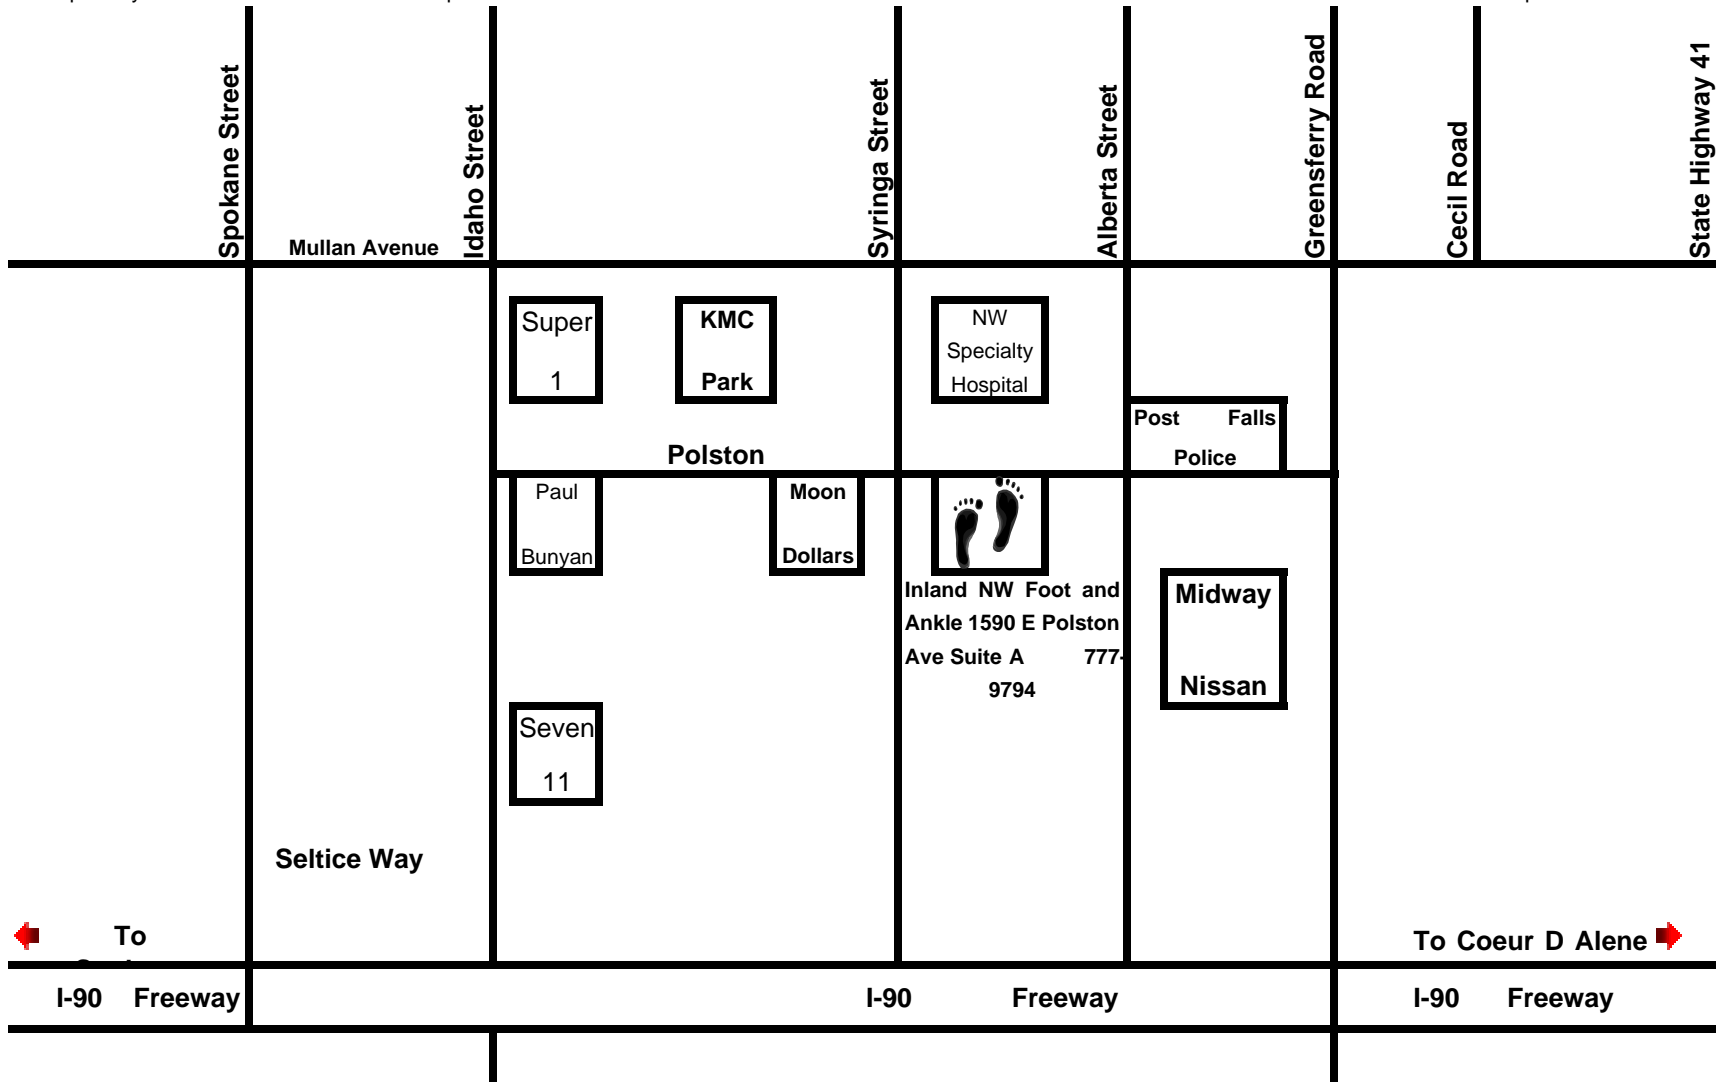 Spokane Street
Idaho Street
Syringa Street
Alberta Street
Greensferry Road
Cecil Road
State Highway 41
Mullan Avenue
Super
1
KMC
Park
NW
Specialty
Hospital
Post Falls
Police
Polston
Paul
Bunyan
Moon
Dollars
Inland NW Foot and
Ankle 1590 E Polston
Ave Suite A 777-
9794
Midway
Nissan
Seven
11
Seltice Way
To
To Coeur D Alene
I-90 Freeway
I-90 Freeway
I-90 Freeway